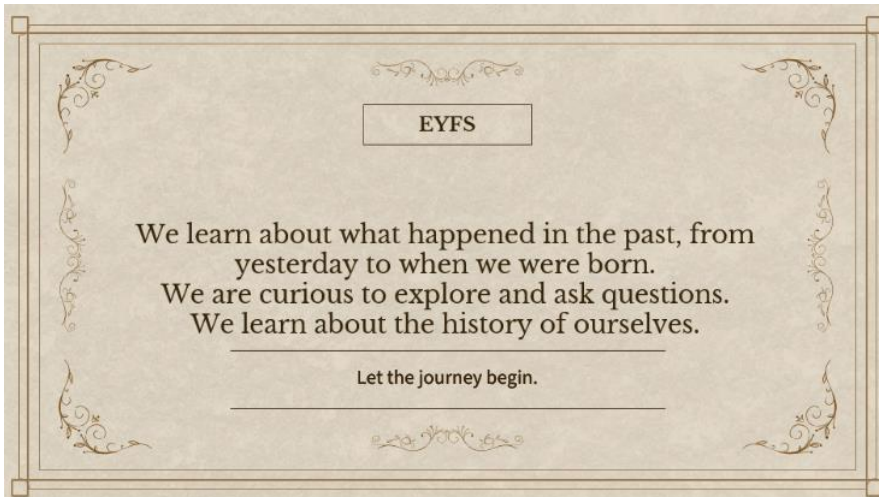 EYFS
We learn about what happened in the past, from
yesterday to when we were born.
We are curious to explore and ask questions.
We learn about the history of ourselves.
Let the journey begin.